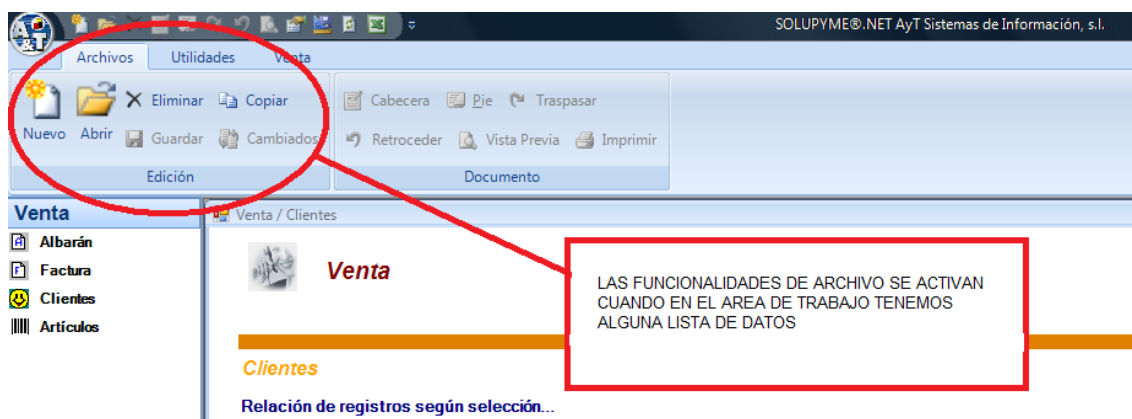 A&T
SOLUPYME®.NET AyT Sistemas de Información, s.l.
Archivos Utilidades Venta
Nuevo Abrir Eliminar Copiar
Guardar Cambiados
Edición
Cabecera Pie Traspasar
Retroceder Vista Previa Imprimir
Documento
Venta
Albarán
Factura
Clientes
Artículos
Venta / Clientes
Venta
LAS FUNCIONALIDADES DE ARCHIVO SE ACTIVAN
CUANDO EN EL AREA DE TRABAJO TENEMOS
ALGUNA LISTA DE DATOS
Clientes
Relación de registros según selección...